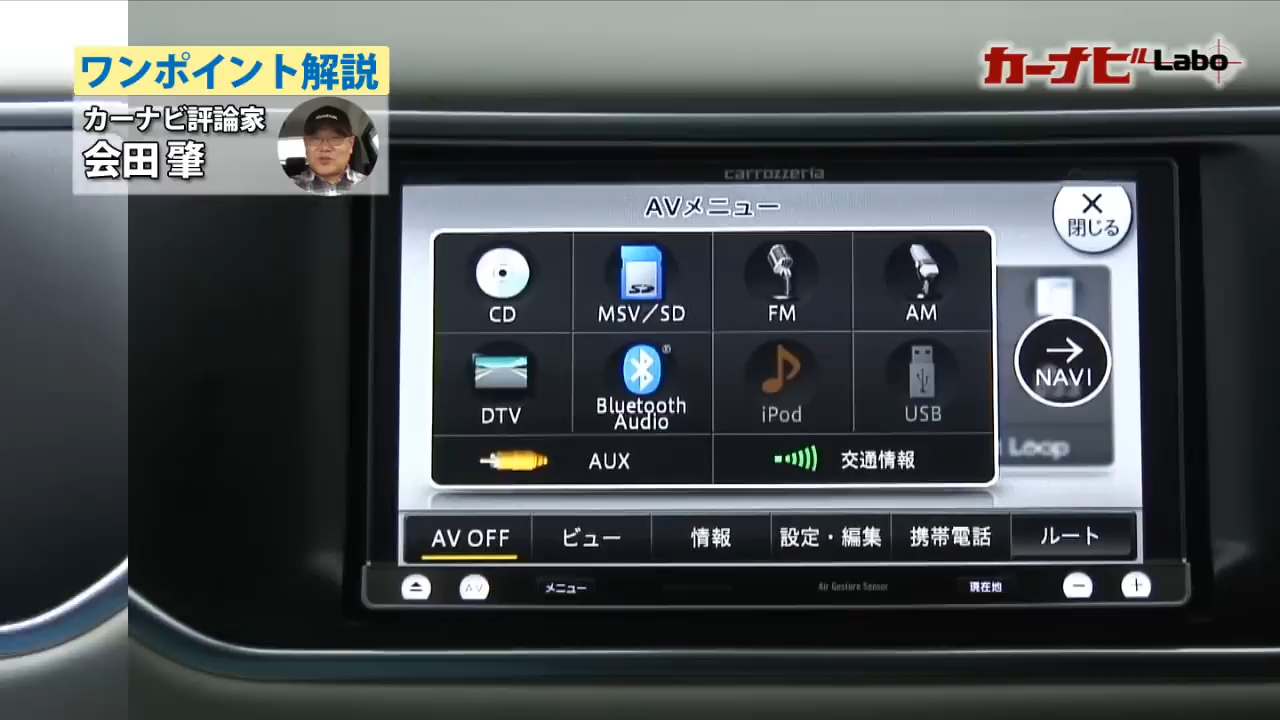 ワンポイント解説
カーナビ評論家
会田 肇
カーナビ Labo
carrozzeria
AVメニュー
× 閉じる
CD
MSV/SD
SD
FM
AM
DTV
Bluetooth
Audio
®
iPod
USB
→
NAVI
Loop
AUX
交通情報
AV OFF
ビュー
情報
設定・編集
携帯電話
ルート
AV
メニュー
Air Gesture Sensor
現在地
−
+